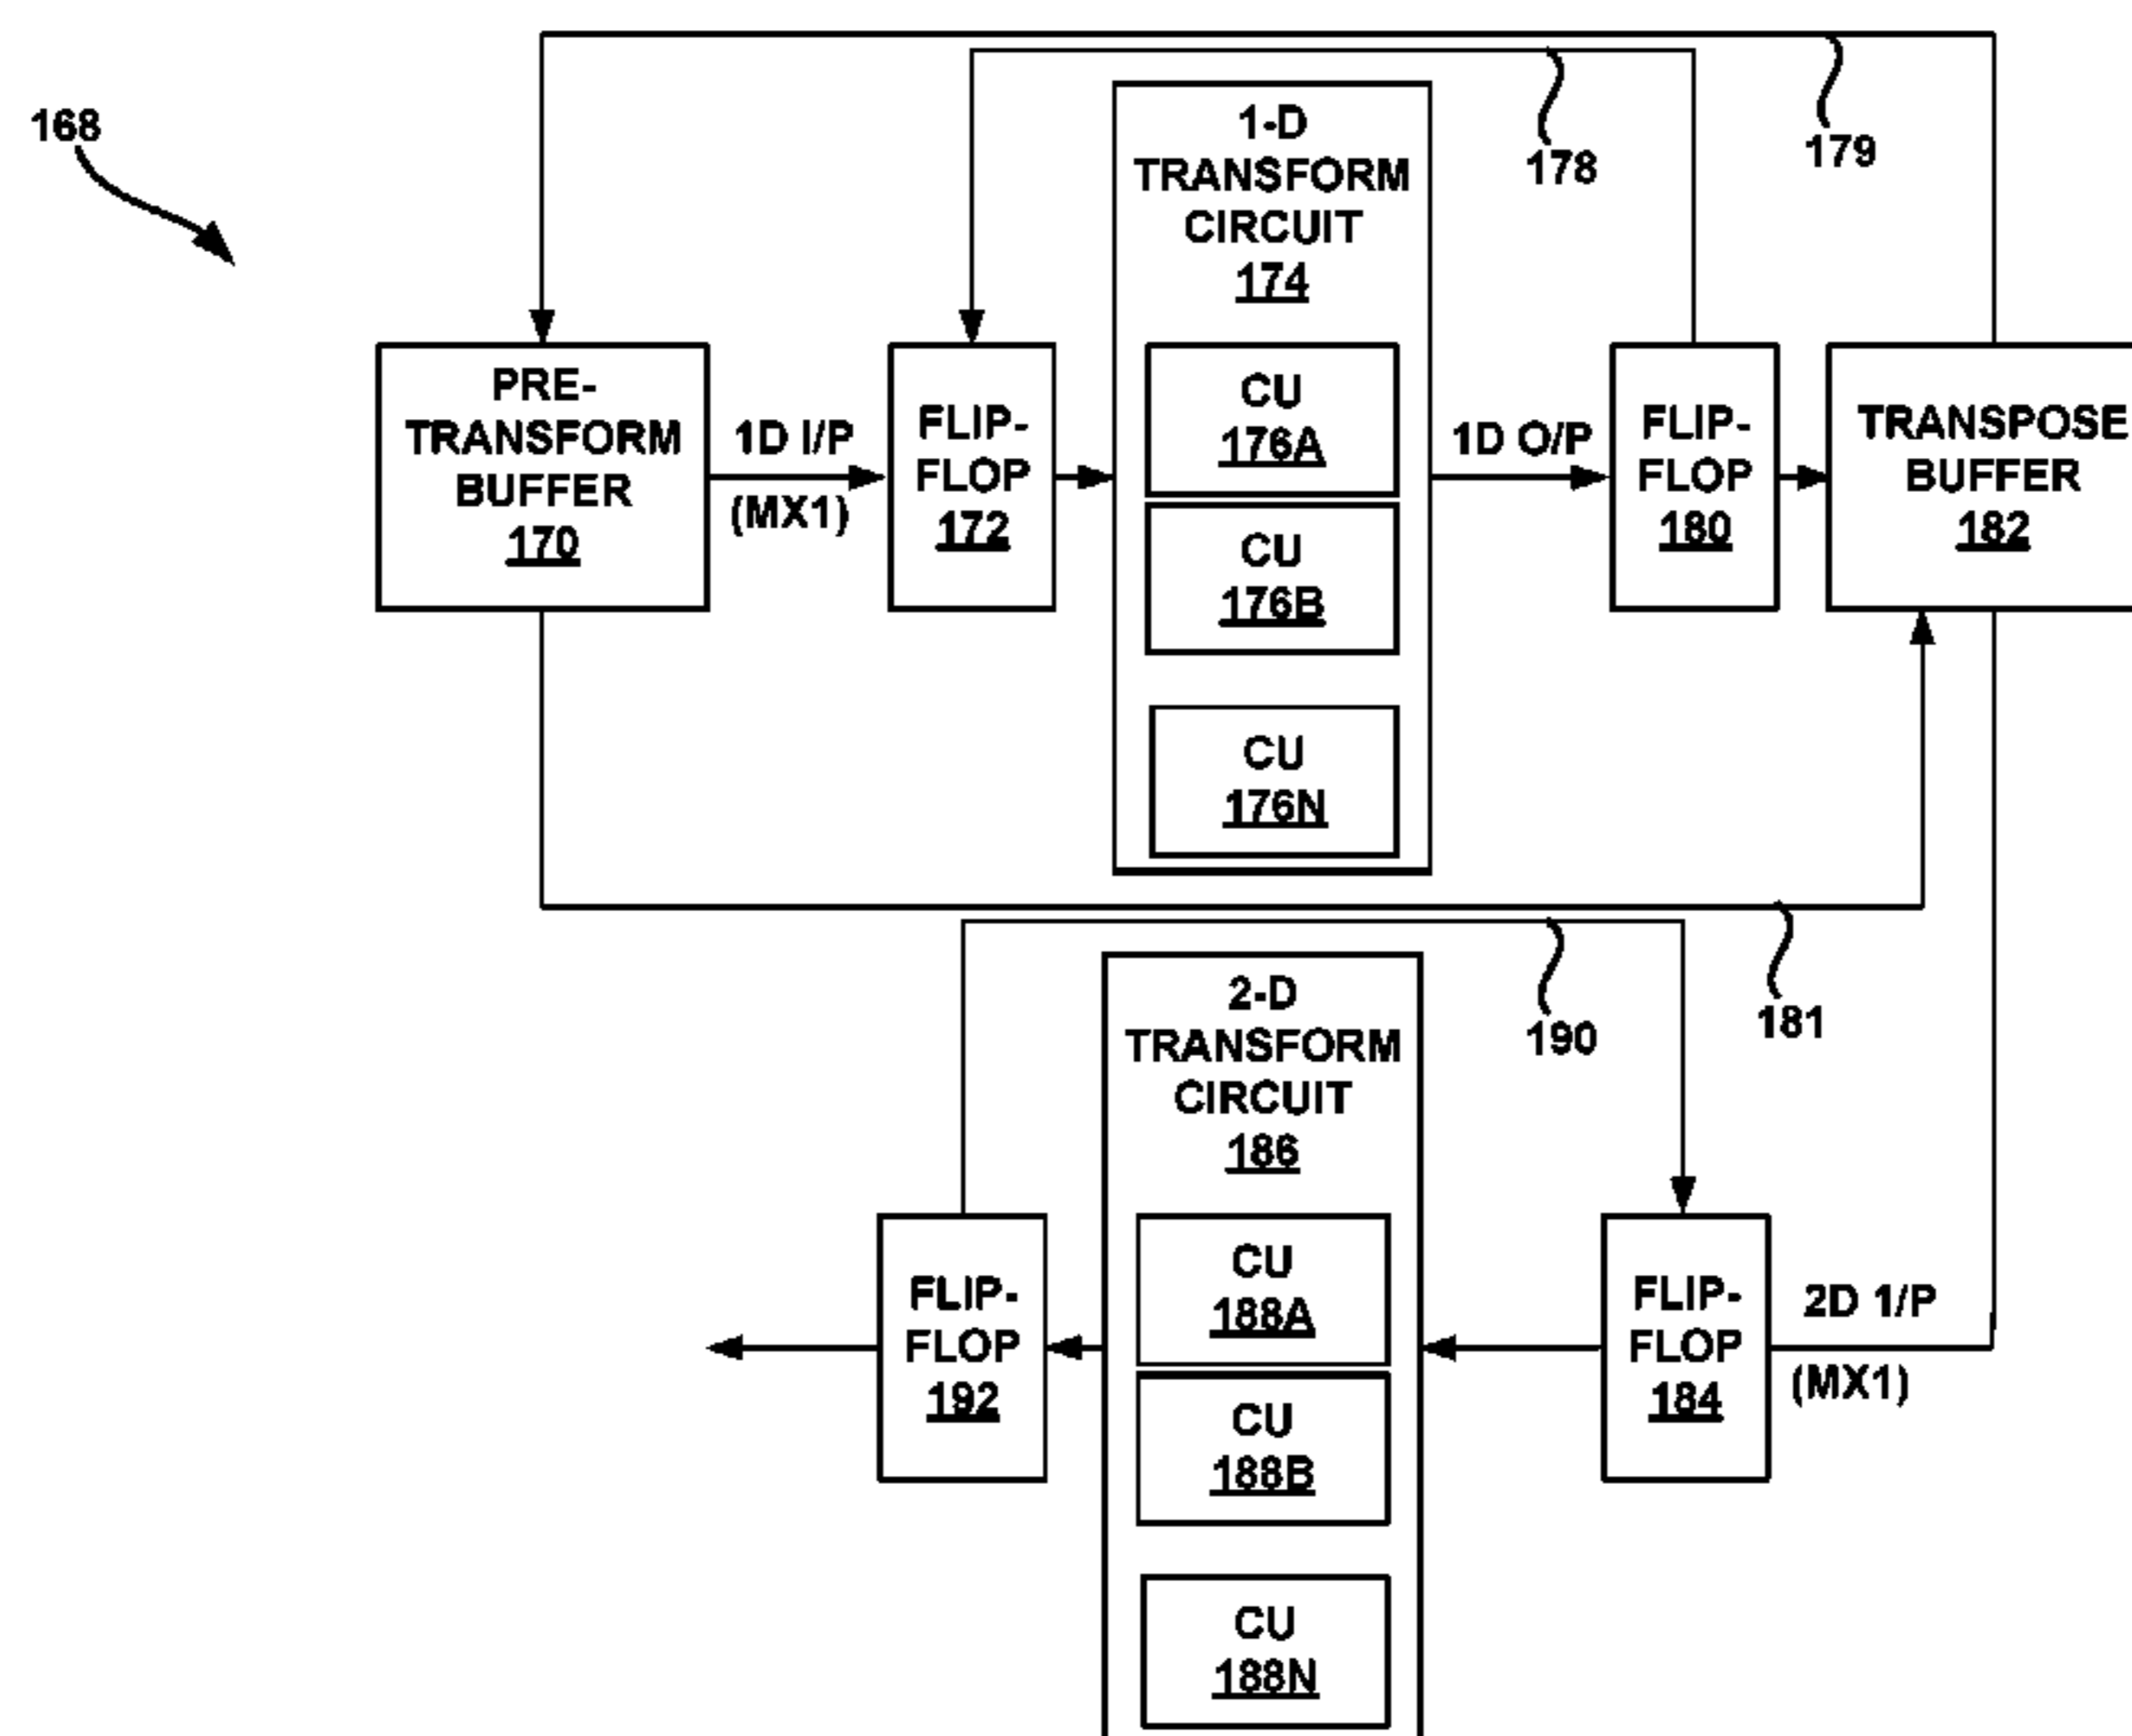 168
178
179
1-D
TRANSFORM
CIRCUIT
174
PRE-
TRANSFORM
BUFFER
170
1D I/P
(MX1)
FLIP-
FLOP
172
CU
176A
CU
176B
CU
176N
1D O/P
FLIP-
FLOP
180
TRANSPOSE
BUFFER
182
190
181
2-D
TRANSFORM
CIRCUIT
186
FLIP-
FLOP
192
CU
188A
CU
188B
CU
188N
FLIP-
FLOP
184
2D 1/P
(MX1)